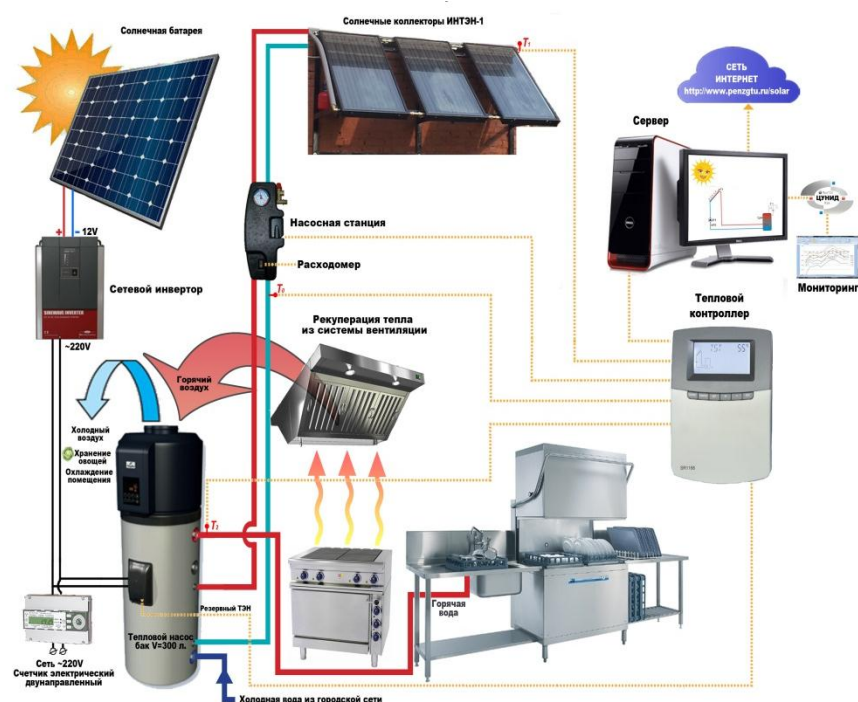 Солнечная батарея
Солнечные коллекторы ИНТЭН-1
T₁
СЕТЬ
ИНТЕРНЕТ
http://www.penzgtu.ru/solar
Сервер
ЦУНИД
Мониторинг
+
- 12V
Насосная станция
Расходомер
Сетевой инвертор
~220V
T₀
Рекуперация тепла
из системы вентиляции
Тепловой
контроллер
Горячий
воздух
Холодный
воздух
Хранение
овощей
Охлаждение
помещения
T₂
Горячая
вода
Резервный ТЭН
Тепловой насос
бак V=300 л.
Сеть ~220V
Счетчик электрический
двунаправленный
Холодная вода из городской сети